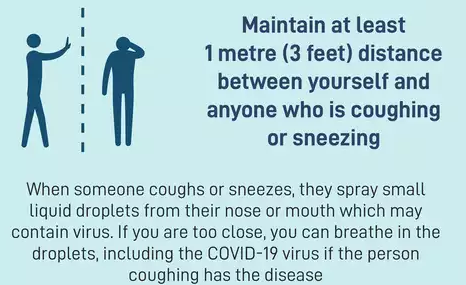 Maintain at least
1 metre (3 feet) distance
between yourself and
anyone who is coughing
or sneezing
When someone coughs or sneezes, they spray small
liquid droplets from their nose or mouth which may
contain virus. If you are too close, you can breathe in the
droplets, including the COVID-19 virus if the person
coughing has the disease